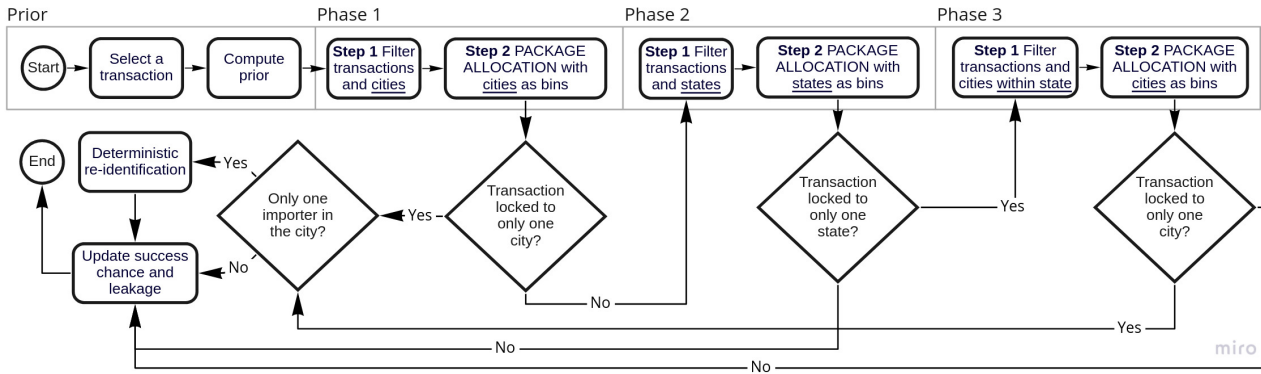 Prior
Phase 1
Phase 2
Phase 3
Start
Select a
transaction
Compute
prior
Step 1 Filter
transactions
and cities
Step 2 PACKAGE
ALLOCATION with
cities as bins
Step 1 Filter
transactions
and states
Step 2 PACKAGE
ALLOCATION with
states as bins
Step 1 Filter
transactions and
cities within state
Step 2 PACKAGE
ALLOCATION with
cities as bins
End
Deterministic
re-identification
Yes
Only one
importer in
the city?
Yes
Transaction
locked to
only one
city?
Transaction
locked to
only one
state?
Yes
Transaction
locked to
only one
city?
Update success
chance and
leakage
No
No
Yes
No
No
miro